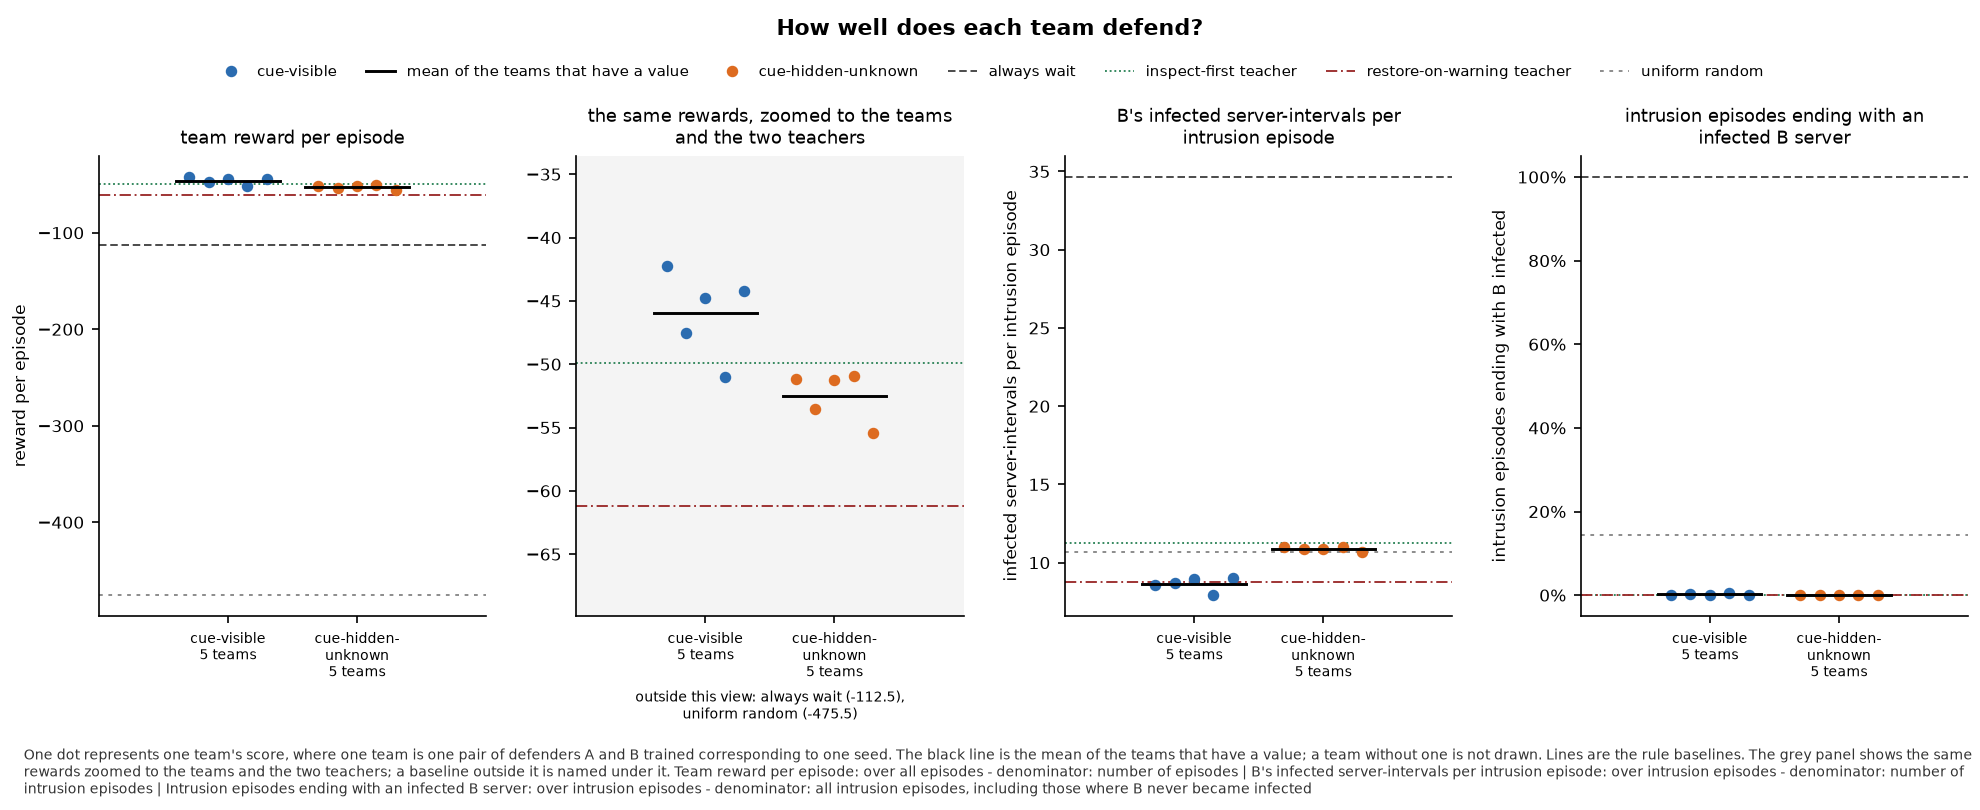 How well does each team defend?
cue-visible
mean of the teams that have a value
cue-hidden-unknown
always wait
inspect-first teacher
restore-on-warning teacher
uniform random
team reward per episode
reward per episode
−100
−200
−300
−400
cue-visible
5 teams
cue-hidden-
unknown
5 teams
the same rewards, zoomed to the teams
and the two teachers
−35
−40
−45
−50
−55
−60
−65
cue-visible
5 teams
cue-hidden-
unknown
5 teams
outside this view: always wait (-112.5),
uniform random (-475.5)
B's infected server-intervals per
intrusion episode
infected server-intervals per intrusion episode
35
30
25
20
15
10
cue-visible
5 teams
cue-hidden-
unknown
5 teams
intrusion episodes ending with an
infected B server
intrusion episodes ending with B infected
100%
80%
60%
40%
20%
0%
cue-visible
5 teams
cue-hidden-
unknown
5 teams
One dot represents one team's score, where one team is one pair of defenders A and B trained corresponding to one seed. The black line is the mean of the teams that have a value; a team without one is not drawn. Lines are the rule baselines. The grey panel shows the same
rewards zoomed to the teams and the two teachers; a baseline outside it is named under it. Team reward per episode: over all episodes - denominator: number of episodes | B's infected server-intervals per intrusion episode: over intrusion episodes - denominator: number of
intrusion episodes | Intrusion episodes ending with an infected B server: over intrusion episodes - denominator: all intrusion episodes, including those where B never became infected